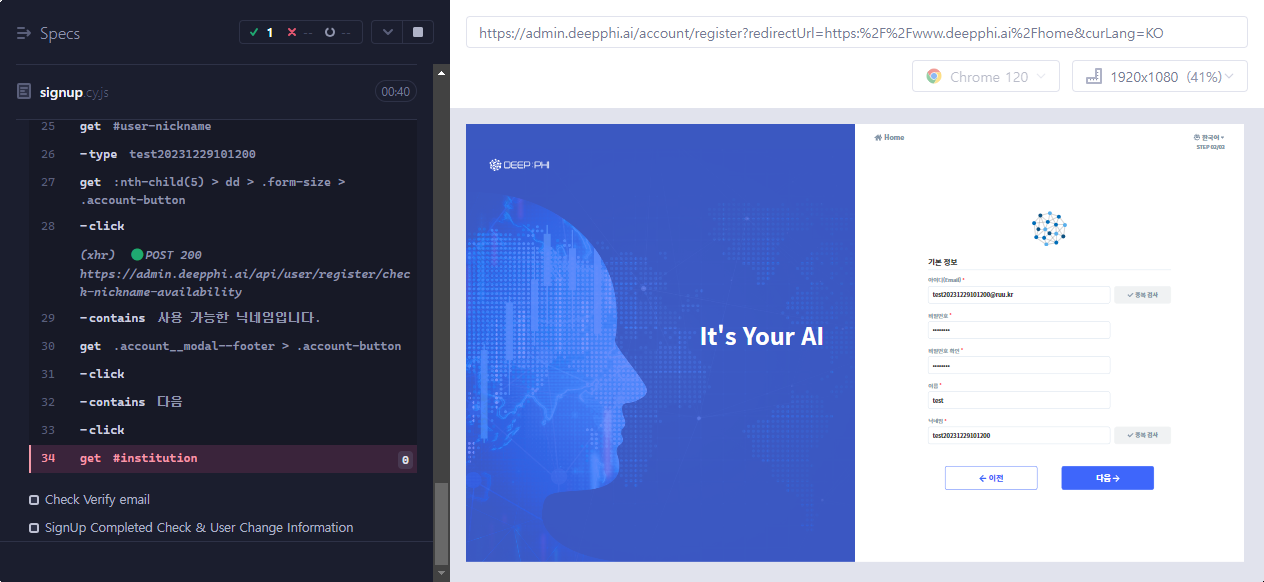 Specs
1
--
--
signup.cy.js
00:40
25 get #user-nickname
26 -type test20231229101200
27 get :nth-child(5) > dd > .form-size >
.account-button
28 -click
(xhr) POST 200
https://admin.deepphi.ai/api/user/register/chec
k-nickname-availability
29 -contains 사용 가능한 닉네임입니다.
30 get .account__modal--footer > .account-button
31 -click
32 -contains 다음
33 -click
34 get #institution 0
Check Verify email
SignUp Completed Check & User Change Information
https://admin.deepphi.ai/account/register?redirectUrl=https:%2F%2Fwww.deepphi.ai%2Fhome&curLang=KO
Chrome 120
1920x1080 (41%)
DEEP PHI
It's Your AI
Home
한국어
STEP 02/03
기본 정보
아이디(Email) *
test20231229101200@ruu.kr
중복 검사
비밀번호 *
비밀번호 확인 *
이름 *
test
닉네임 *
test20231229101200
중복 검사
이전
다음